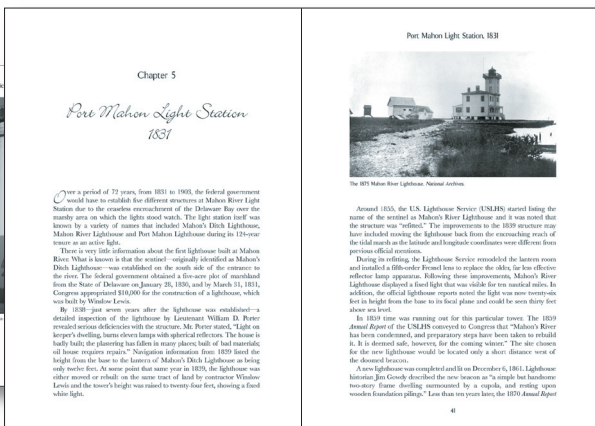 Chapter 5
Port Mahon Light Station
1831
Over a period of 72 years, from 1831 to 1903, the federal government
would have to establish five different structures at Mahon River Light
Station due to the ceaseless encroachment of the Delaware Bay over the
marshy area on which the lights stood watch. The light station itself was
known by a variety of names that included Mahon's Ditch Lighthouse,
Mahon River Lighthouse and Port Mahon Lighthouse during its 124-year
tenure as an active light.
There is very little information about the first lighthouse built at Mahon
River. What is known is that the sentinel—originally identified as Mahon's
Ditch Lighthouse—was established on the south side of the entrance to
the river. The federal government obtained a five-acre plot of marshland
from the State of Delaware on January 28, 1830, and by March 31, 1831,
Congress appropriated $10,000 for the construction of a lighthouse, which
was built by Winslow Lewis.
By 1838—just seven years after the lighthouse was established—a
detailed inspection of the lighthouse by Lieutenant William D. Porter
revealed serious deficiencies with the structure. Mr. Porter stated, "Light on
keeper's dwelling, burns eleven lamps with spherical reflectors. The house is
badly built; the plastering has fallen in many places; built of bad materials;
oil house requires repairs." Navigation information from 1839 listed the
height from the base to the lantern of Mahon's Ditch Lighthouse as being
only twelve feet. At some point that same year in 1839, the lighthouse was
either moved or rebuilt on the same tract of land by contractor Winslow
Lewis and the tower's height was raised to twenty-four feet, showing a fixed
white light.
Port Mahon Light Station, 1831
The 1875 Mahon River Lighthouse. National Archives.
Around 1855, the U.S. Lighthouse Service (USLHS) started listing the
name of the sentinel as Mahon's River Lighthouse and it was noted that
the structure was "refitted." The improvements to the 1839 structure may
have included moving the lighthouse back from the encroaching reach of
the tidal marsh as the latitude and longitude coordinates were different from
previous official mentions.
During in refitting, the Lighthouse Service remodeled the lantern room
and installed a fifth-order Fresnel lens to replace the older, far less effective
reflector lamp apparatus. Following these improvements, Mahon's River
Lighthouse displayed a fixed light that was visible for ten nautical miles. In
addition, the official lighthouse reports noted the light was now twenty-six
feet in height from the base to its focal plane and could be seen thirty feet
above sea level.
In 1859 time was running out for this particular tower. The 1859
Annual Report of the USLHS conveyed to Congress that "Mahon's River
has been condemned, and preparatory steps have been taken to rebuild
it. It is deemed safe, however, for the coming winter." The site chosen
for the new lighthouse would be located only a short distance west of
the doomed beacon.
A new lighthouse was completed and lit on December 6, 1861. Lighthouse
historian Jim Gowdy described the new beacon as "a simple but handsome
two-story frame dwelling surmounted by a cupola, and resting upon
wooden foundation pilings." Less than ten years later, the 1870 Annual Report
41